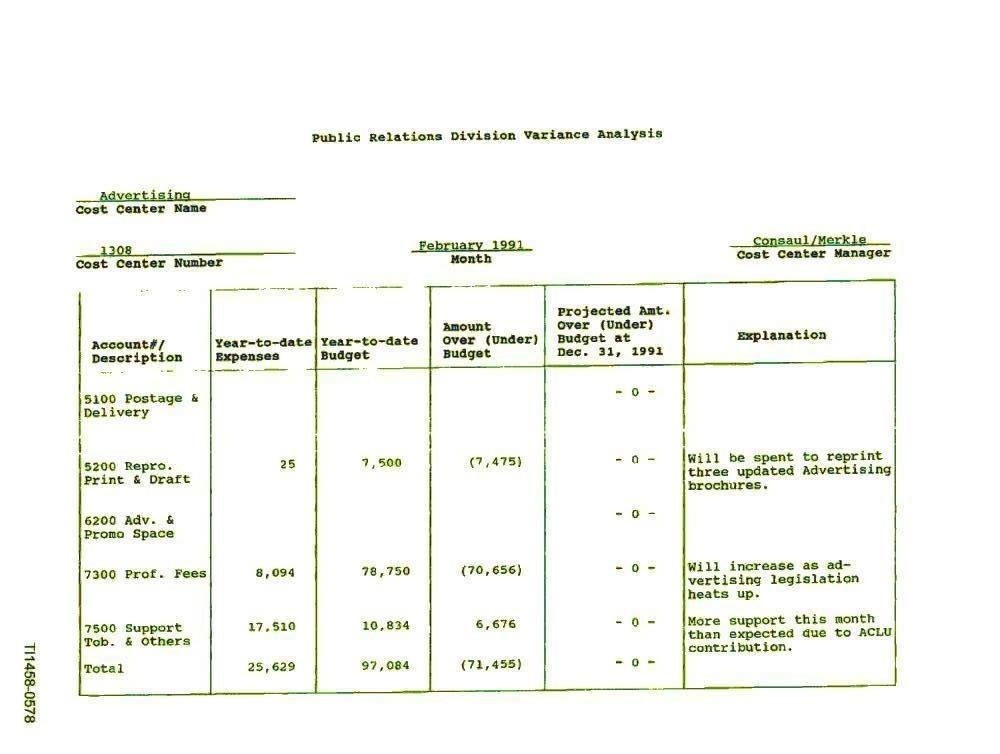 Public Relations Division Variance Analysis
Advertising
Cost Center Name
1308
Cost Center Number
February 1991
Month
Consaul/Merkle
Cost Center Manager
Account#/
Description
Year-to-date
Expenses
Year-to-date
Budget
Amount
Over (Under)
Budget
Projected Amt.
Over (Under)
Budget at
Dec. 31, 1991
Explanation
5100 Postage &
Delivery
- 0 -
5200 Repro.
Print & Draft
25
7,500
(7,475)
- 0 -
Will be spent to reprint
three updated Advertising
brochures.
6200 Adv. &
Promo Space
- 0 -
7300 Prof. Fees
8,094
78,750
(70,656)
- 0 -
Will increase as ad-
vertising legislation
heats up.
7500 Support
Tob. & Others
17,510
10,834
6,676
- 0 -
More support this month
than expected due to ACLU
contribution.
Total
25,629
97,084
(71,455)
- 0 -
TI1458-0578